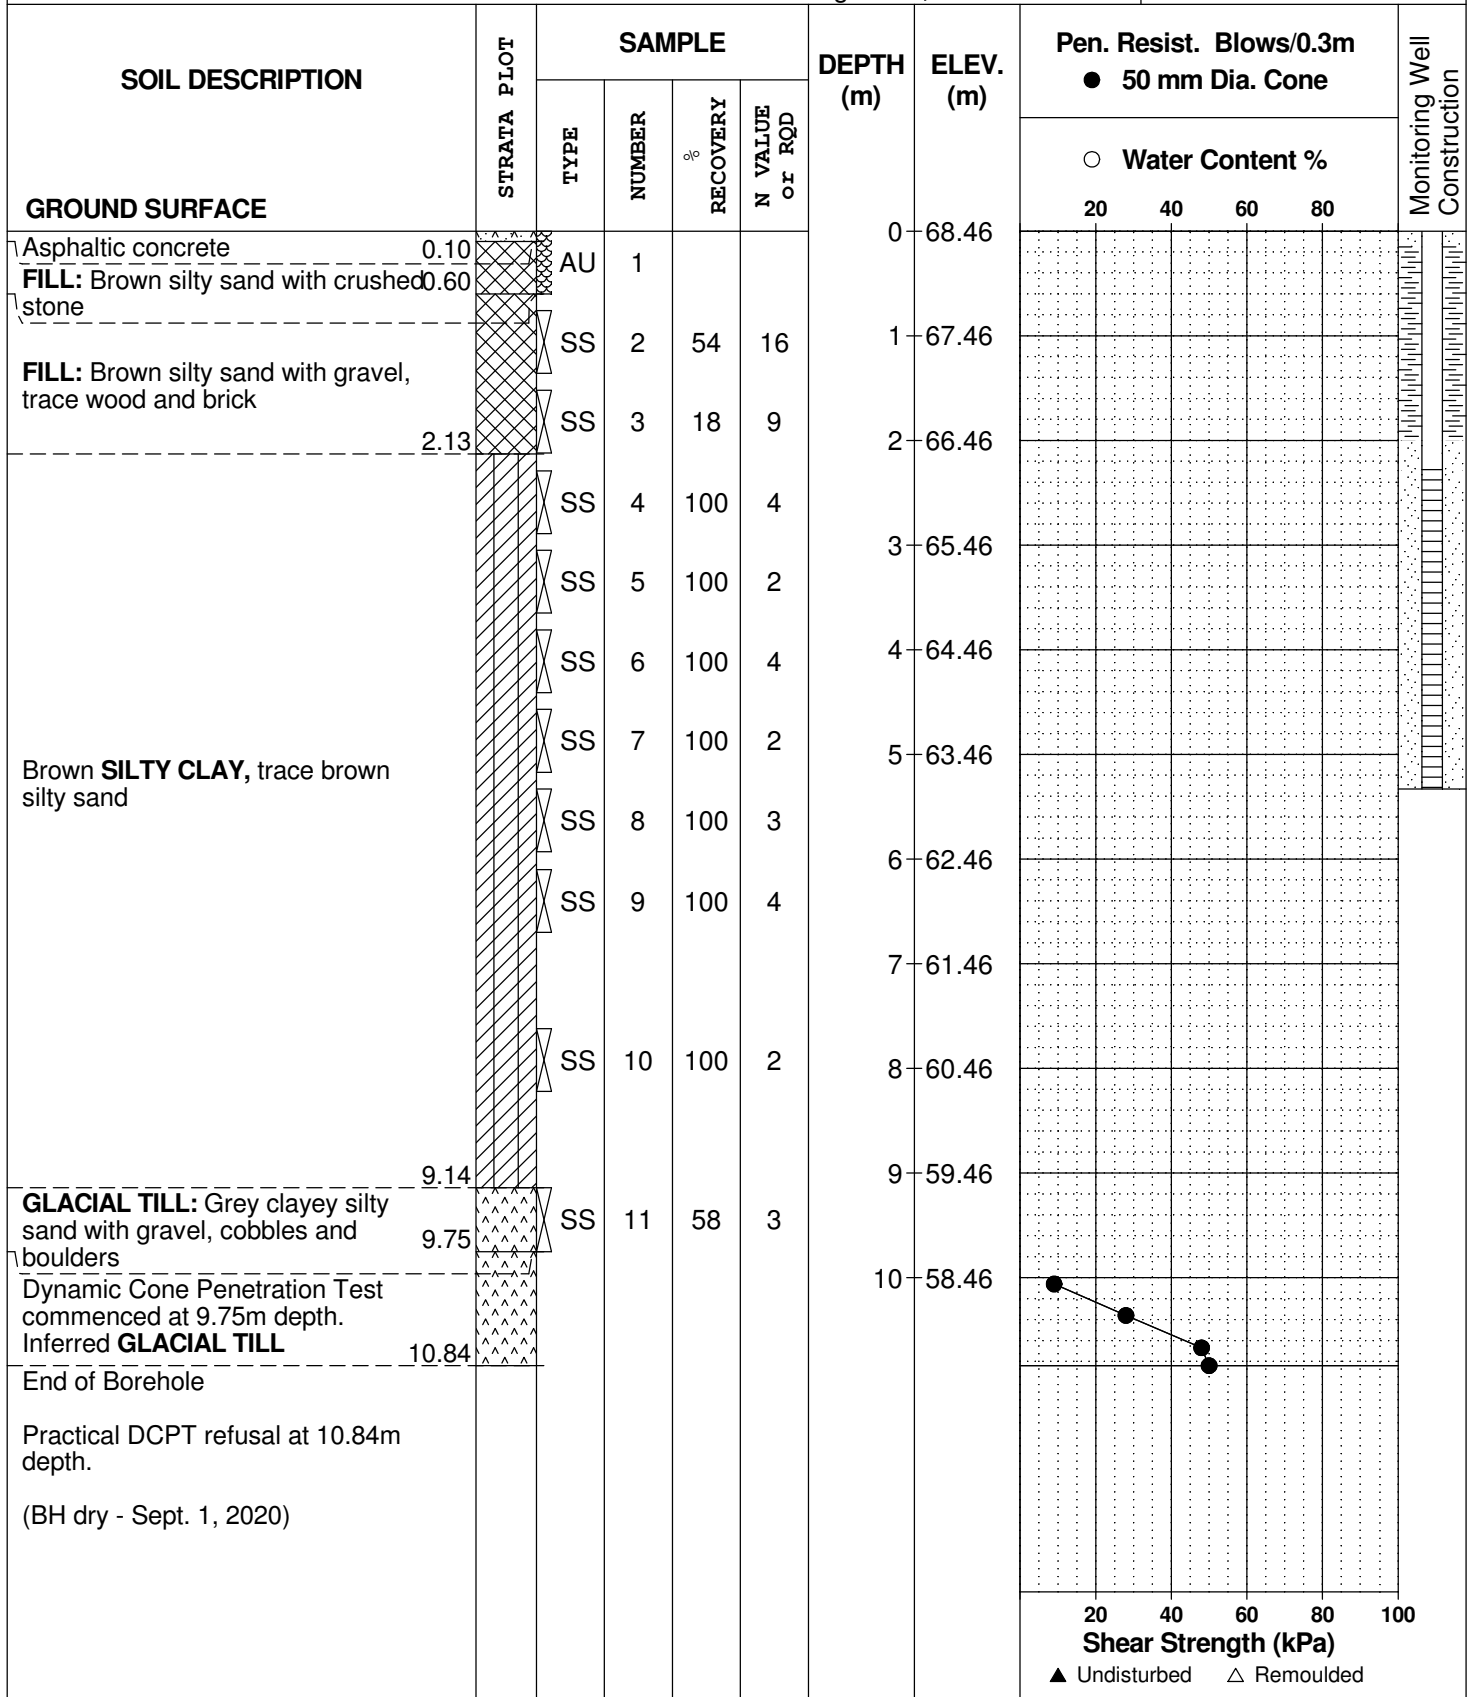 SOIL DESCRIPTION
GROUND SURFACE
STRATA PLOT
SAMPLE
TYPE
NUMBER
% RECOVERY
N VALUE or RQD
DEPTH (m)
ELEV. (m)
Pen. Resist. Blows/0.3m
● 50 mm Dia. Cone
○ Water Content %
20 40 60 80
Monitoring Well Construction
0 68.46
Asphaltic concrete 0.10
AU 1
FILL: Brown silty sand with crushed 0.60
stone
SS 2 54 16
1 67.46
FILL: Brown silty sand with gravel,
trace wood and brick
SS 3 18 9
2.13
2 66.46
SS 4 100 4
3 65.46
SS 5 100 2
4 64.46
SS 6 100 4
SS 7 100 2
5 63.46
Brown SILTY CLAY, trace brown
silty sand
SS 8 100 3
6 62.46
SS 9 100 4
7 61.46
SS 10 100 2
8 60.46
9.14
9 59.46
GLACIAL TILL: Grey clayey silty
sand with gravel, cobbles and
boulders
9.75
SS 11 58 3
10 58.46
Dynamic Cone Penetration Test
commenced at 9.75m depth.
Inferred GLACIAL TILL
10.84
End of Borehole
Practical DCPT refusal at 10.84m
depth.
(BH dry - Sept. 1, 2020)
20 40 60 80 100
Shear Strength (kPa)
▲ Undisturbed △ Remoulded